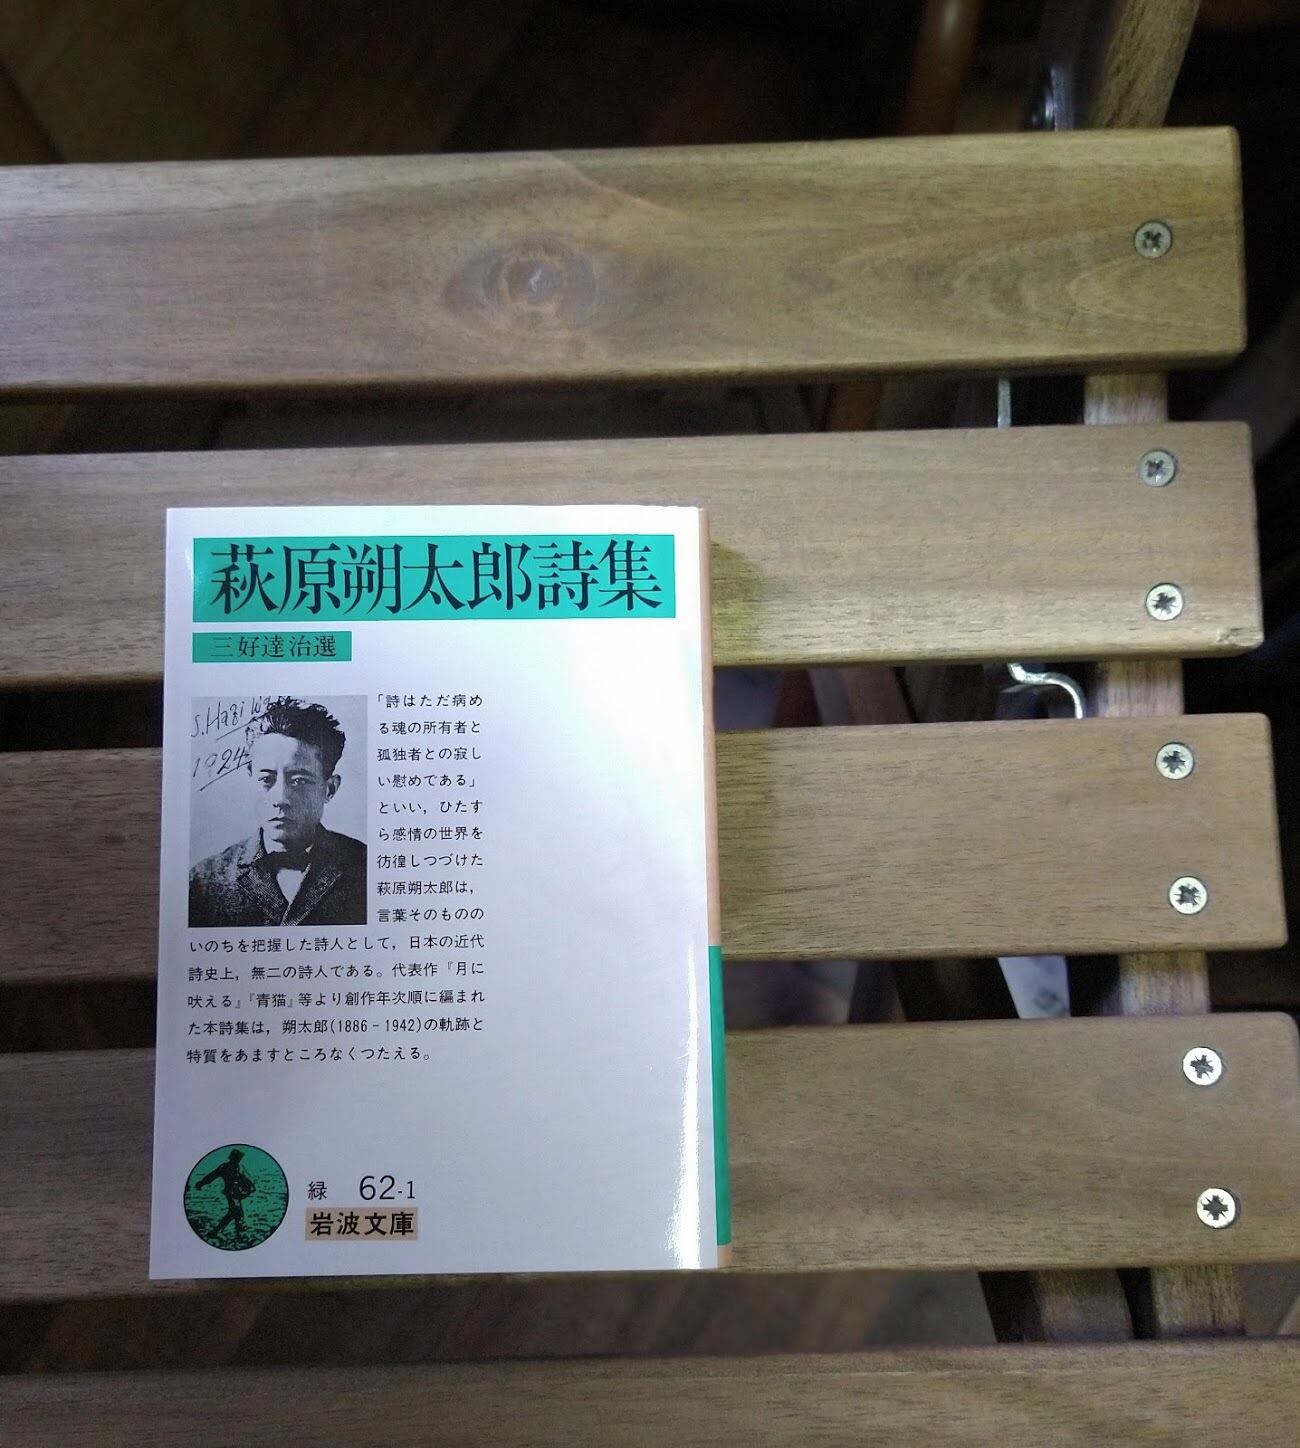 萩原朔太郎詩集
三好達治選
S. Hagiwara
1924
「詩はただ病め
る魂の所有者と
孤独者との寂し
い慰めである」
といい，ひたす
ら感情の世界を
彷徨しつづけた
萩原朔太郎は，
言葉そのものの
いのちを把握した詩人として，日本の近代
詩史上，無二の詩人である。代表作『月に
吠える』『青猫』等より創作年次順に編まれ
た本詩集は，朔太郎(1886－1942)の軌跡と
特質をあますところなくつたえる。
緑 62-1
岩波文庫